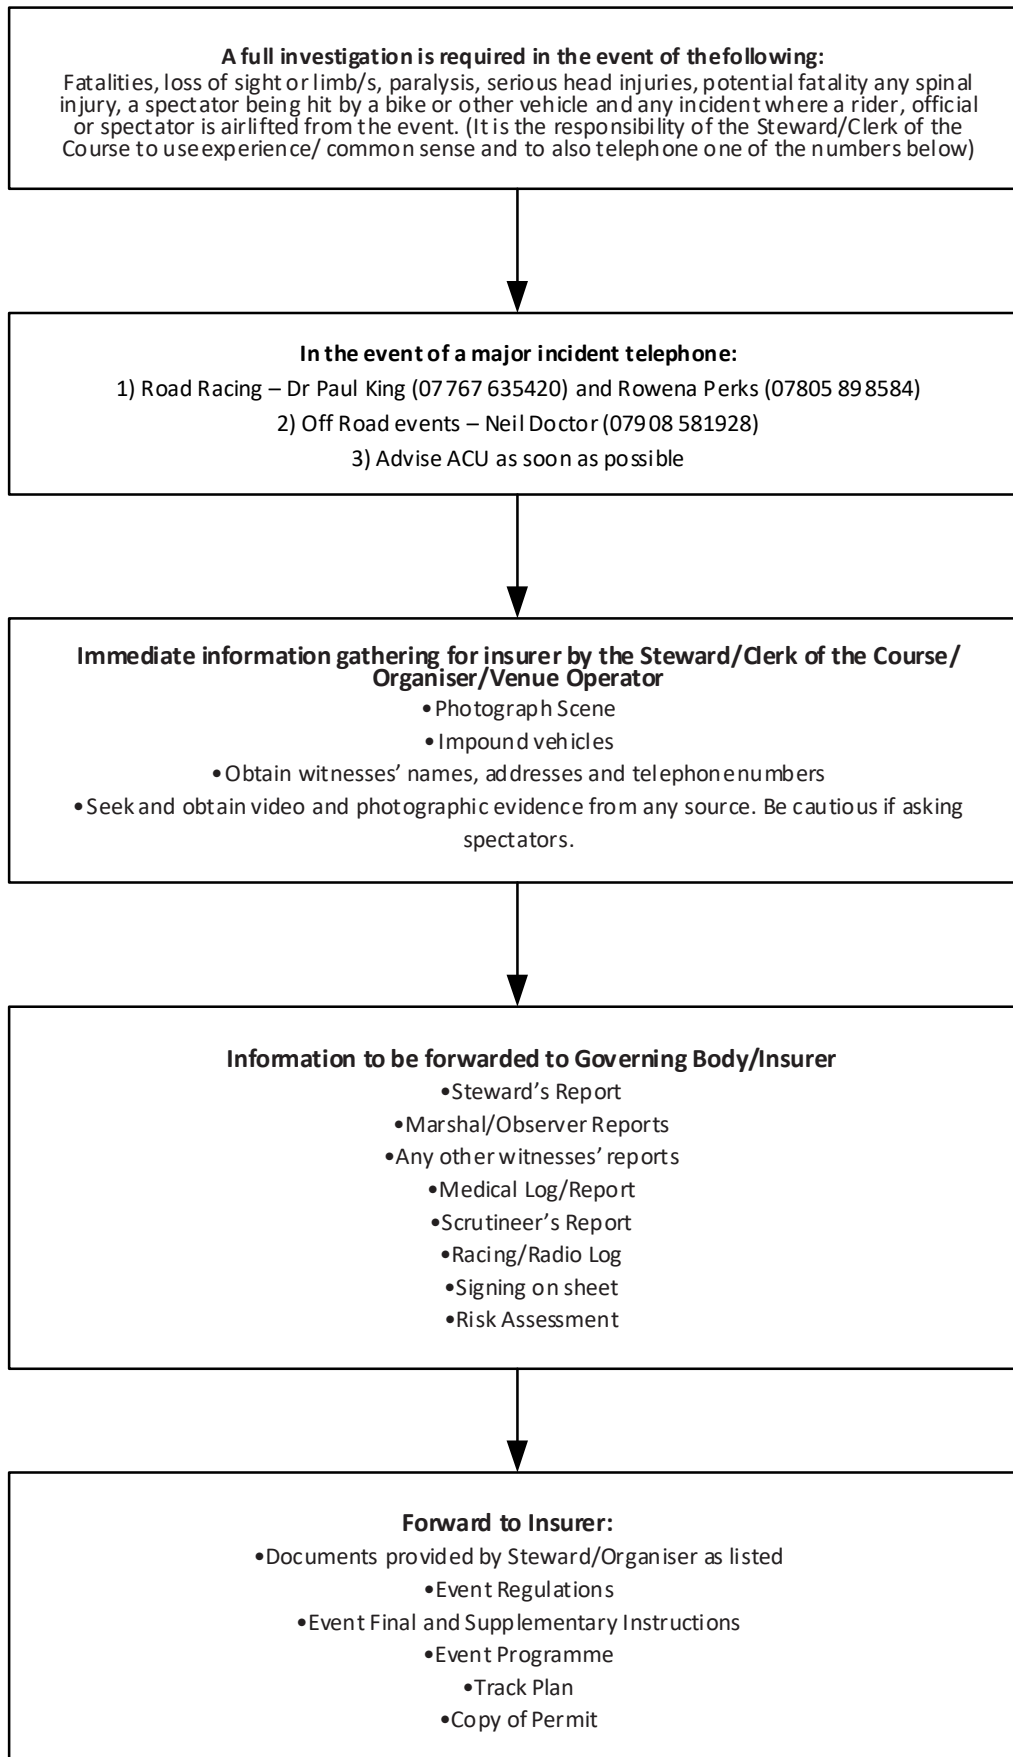 A full investigation is required in the event of thefollowing:
Fatalities, loss of sight or limb/s, paralysis, serious head injuries, potential fatality any spinal
injury, a spectator being hit by a bike or other vehicle and any incident where a rider, official
or spectator is airlifted from the event. (It is the responsibility of the Steward/Clerk of the
Course to use experience/ common sense and to also telephone one of the numbers below)
In the event of a major incident telephone:
1) Road Racing – Dr Paul King (07767 635420) and Rowena Perks (07805 898584)
2) Off Road events – Neil Doctor (07908 581928)
3) Advise ACU as soon as possible
Immediate information gathering for insurer by the Steward/Clerk of the Course/
Organiser/Venue Operator
•Photograph Scene
•Impound vehicles
•Obtain witnesses’ names, addresses and telephone numbers
•Seek and obtain video and photographic evidence from any source. Be cautious if asking
spectators.
Information to be forwarded to Governing Body/Insurer
•Steward’s Report
•Marshal/Observer Reports
•Any other witnesses’ reports
•Medical Log/Report
•Scrutineer’s Report
•Racing/Radio Log
•Signing on sheet
•Risk Assessment
Forward to Insurer:
•Documents provided by Steward/Organiser as listed
•Event Regulations
•Event Final and Supplementary Instructions
•Event Programme
•Track Plan
•Copy of Permit